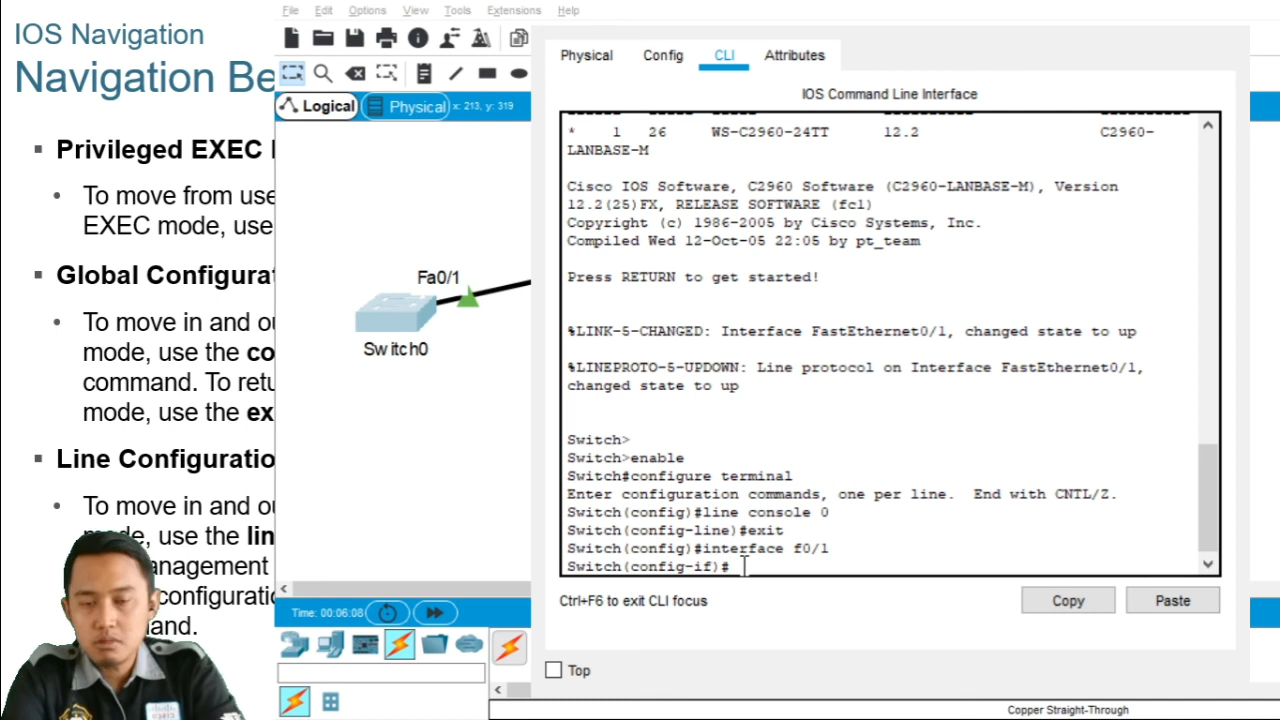 IOS Navigation
Navigation Be
Privileged EXEC
To move from use
EXEC mode, use
Global Configurat
To move in and ou
mode, use the co
command. To retu
mode, use the ex
Line Configuratio
To move in and ou
mode, use the lin
anagement
configuratio
and.
File Edit Options View Tools Extensions Help
Logical
Physical
x: 213, y: 319
Fa0/1
Switch0
Time: 00:06:08
Physical Config CLI Attributes
IOS Command Line Interface
* 1 26 WS-C2960-24TT 12.2 C2960-
LANBASE-M
Cisco IOS Software, C2960 Software (C2960-LANBASE-M), Version
12.2(25)FX, RELEASE SOFTWARE (fc1)
Copyright (c) 1986-2005 by Cisco Systems, Inc.
Compiled Wed 12-Oct-05 22:05 by pt_team
Press RETURN to get started!
%LINK-5-CHANGED: Interface FastEthernet0/1, changed state to up
%LINEPROTO-5-UPDOWN: Line protocol on Interface FastEthernet0/1,
changed state to up
Switch>
Switch>enable
Switch#configure terminal
Enter configuration commands, one per line. End with CNTL/Z.
Switch(config)#line console 0
Switch(config-line)#exit
Switch(config)#interface f0/1
Switch(config-if)#
Ctrl+F6 to exit CLI focus
Copy
Paste
Top
Copper Straight-Through